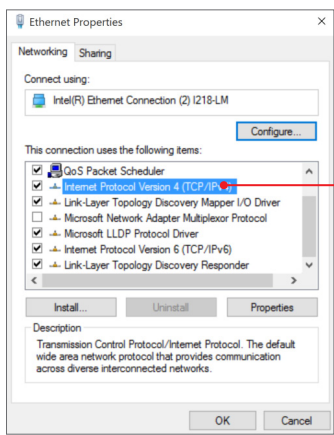 Ethernet Properties
Networking Sharing
Connect using:
Intel(R) Ethernet Connection (2) I218-LM
Configure...
This connection uses the following items:
QoS Packet Scheduler
Internet Protocol Version 4 (TCP/IPv4)
Link-Layer Topology Discovery Mapper I/O Driver
Microsoft Network Adapter Multiplexor Protocol
Microsoft LLDP Protocol Driver
Internet Protocol Version 6 (TCP/IPv6)
Link-Layer Topology Discovery Responder
Install... Uninstall Properties
Description
Transmission Control Protocol/Internet Protocol. The default
wide area network protocol that provides communication
across diverse interconnected networks.
OK Cancel